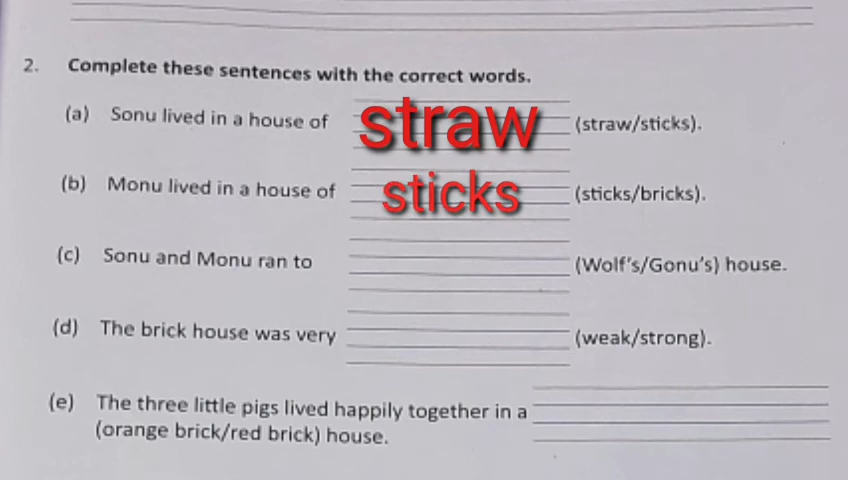 2. Complete these sentences with the correct words.
(a) Sonu lived in a house of straw (straw/sticks).
(b) Monu lived in a house of sticks (sticks/bricks).
(c) Sonu and Monu ran to (Wolf's/Gonu's) house.
(d) The brick house was very (weak/strong).
(e) The three little pigs lived happily together in a
(orange brick/red brick) house.